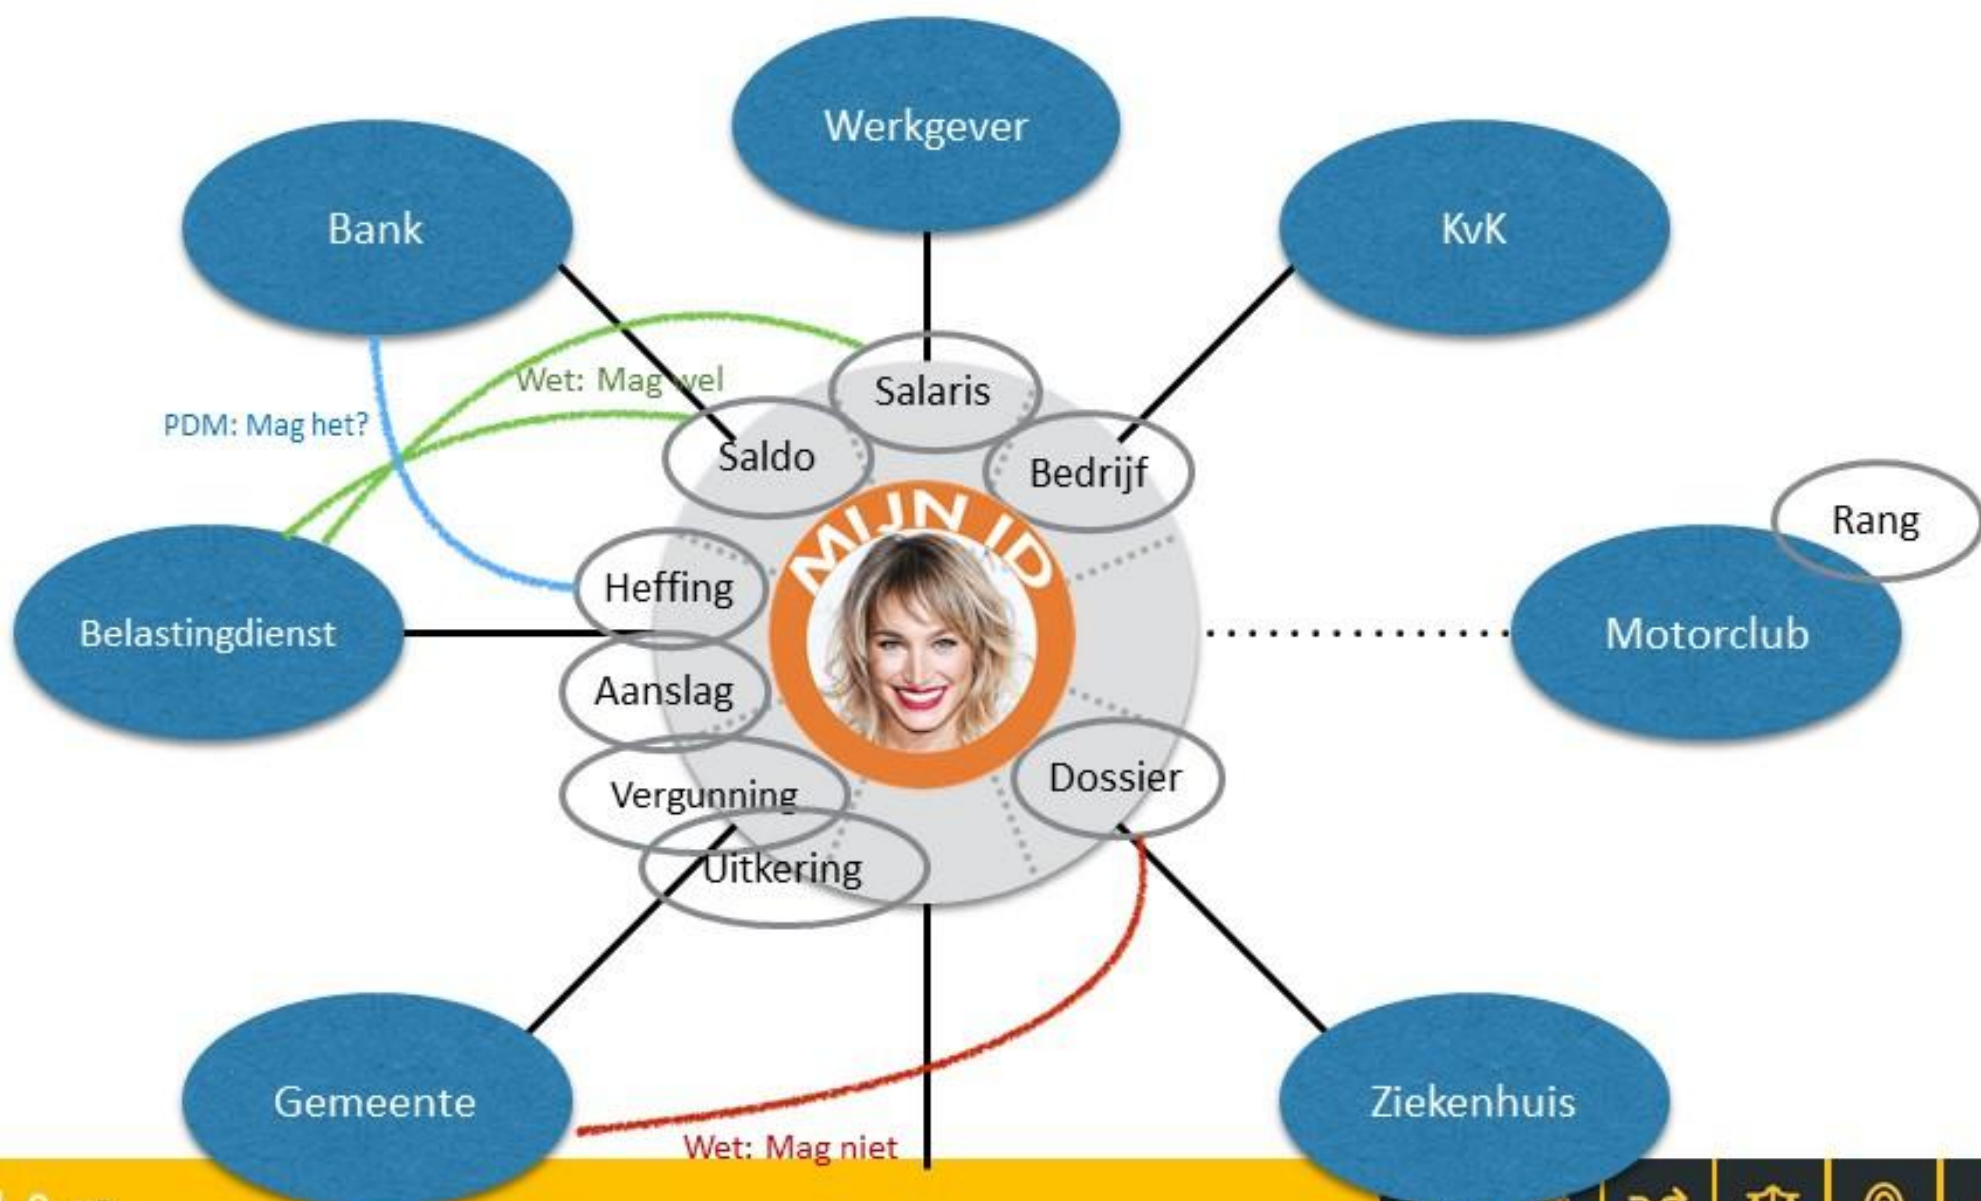 Werkgever
Bank
KvK
Wet: Mag wel
Salaris
PDM: Mag het?
Saldo
Bedrijf
MIJN ID
Rang
Heffing
Belastingdienst
Motorclub
Aanslag
Dossier
Vergunning
Uitkering
Gemeente
Ziekenhuis
Wet: Mag niet